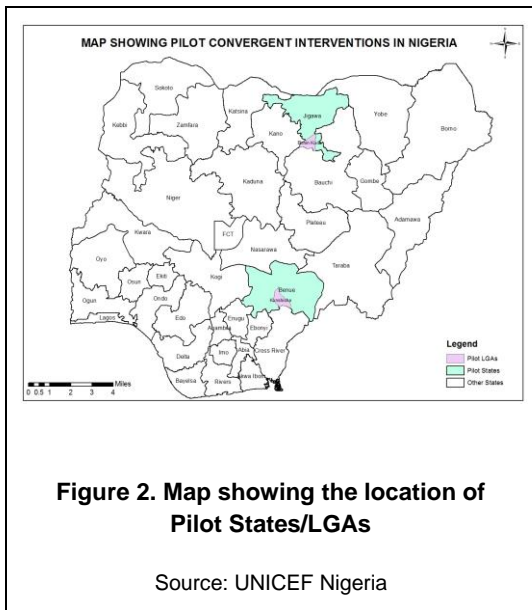 MAP SHOWING PILOT CONVERGENT INTERVENTIONS IN NIGERIA
Sokoto
Katsina
Jigawa
Kebbi
Zamfara
Kano
Yobe
Borno
Bauchi
Gombe
Kaduna
Niger
Adamawa
Plateau
FCT
Kwara
Nasarawa
Taraba
Oyo
Kogi
Benue
Ekiti
Osun
Ogun
Ondo
Edo
Enugu
Lagos
Anambra
Ebonyi
Cross River
Delta
Imo
Abia
Bayelsa
Rivers
Legend
Pilot LGAs
Pilot States
Other States
Miles
0 0.5 1 2 3 4
Figure 2. Map showing the location of
Pilot States/LGAs
Source: UNICEF Nigeria